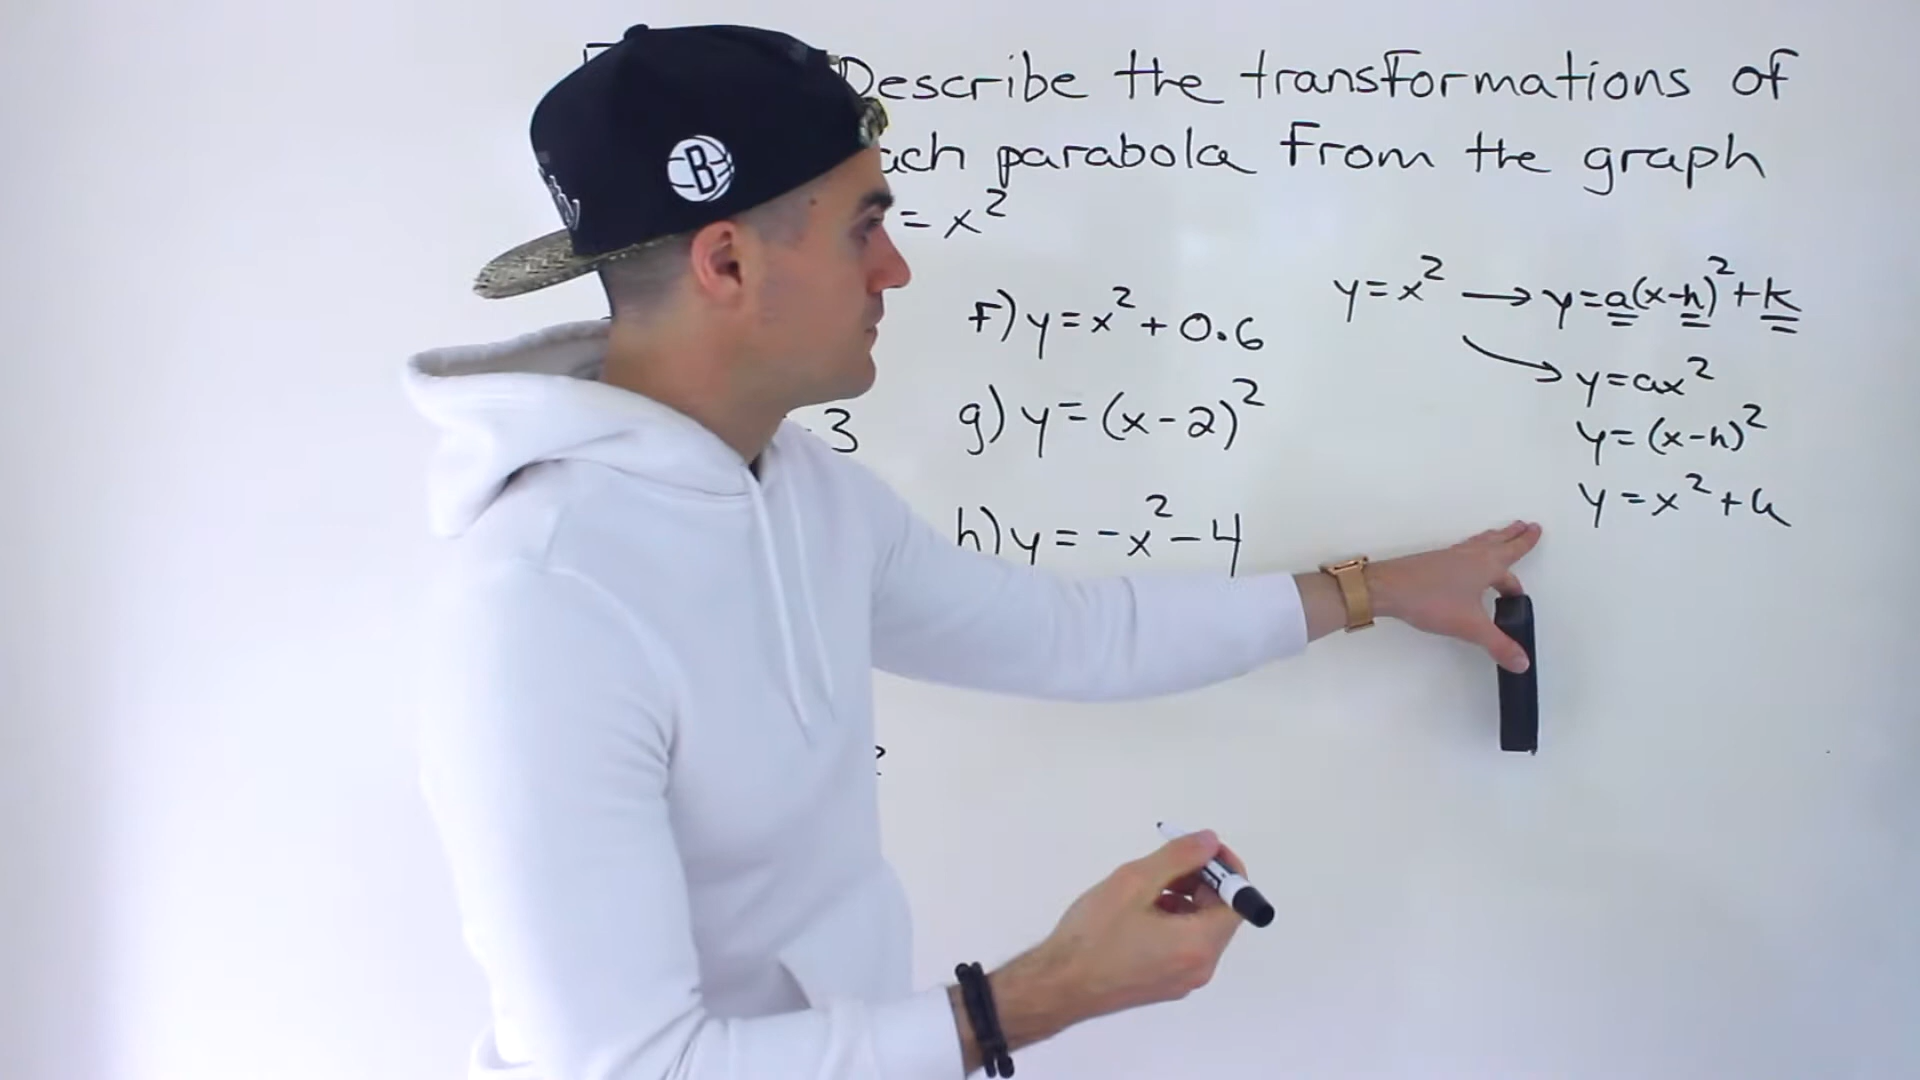 Describe the transformations of
ach parabola from the graph
= x²
y=x² → y=a(x-h)²+k
f) y=x²+0.6
→ y=ax²
-3
g) y=(x-2)²
y=(x-h)²
y=x²+k
h) y=-x²-4
B